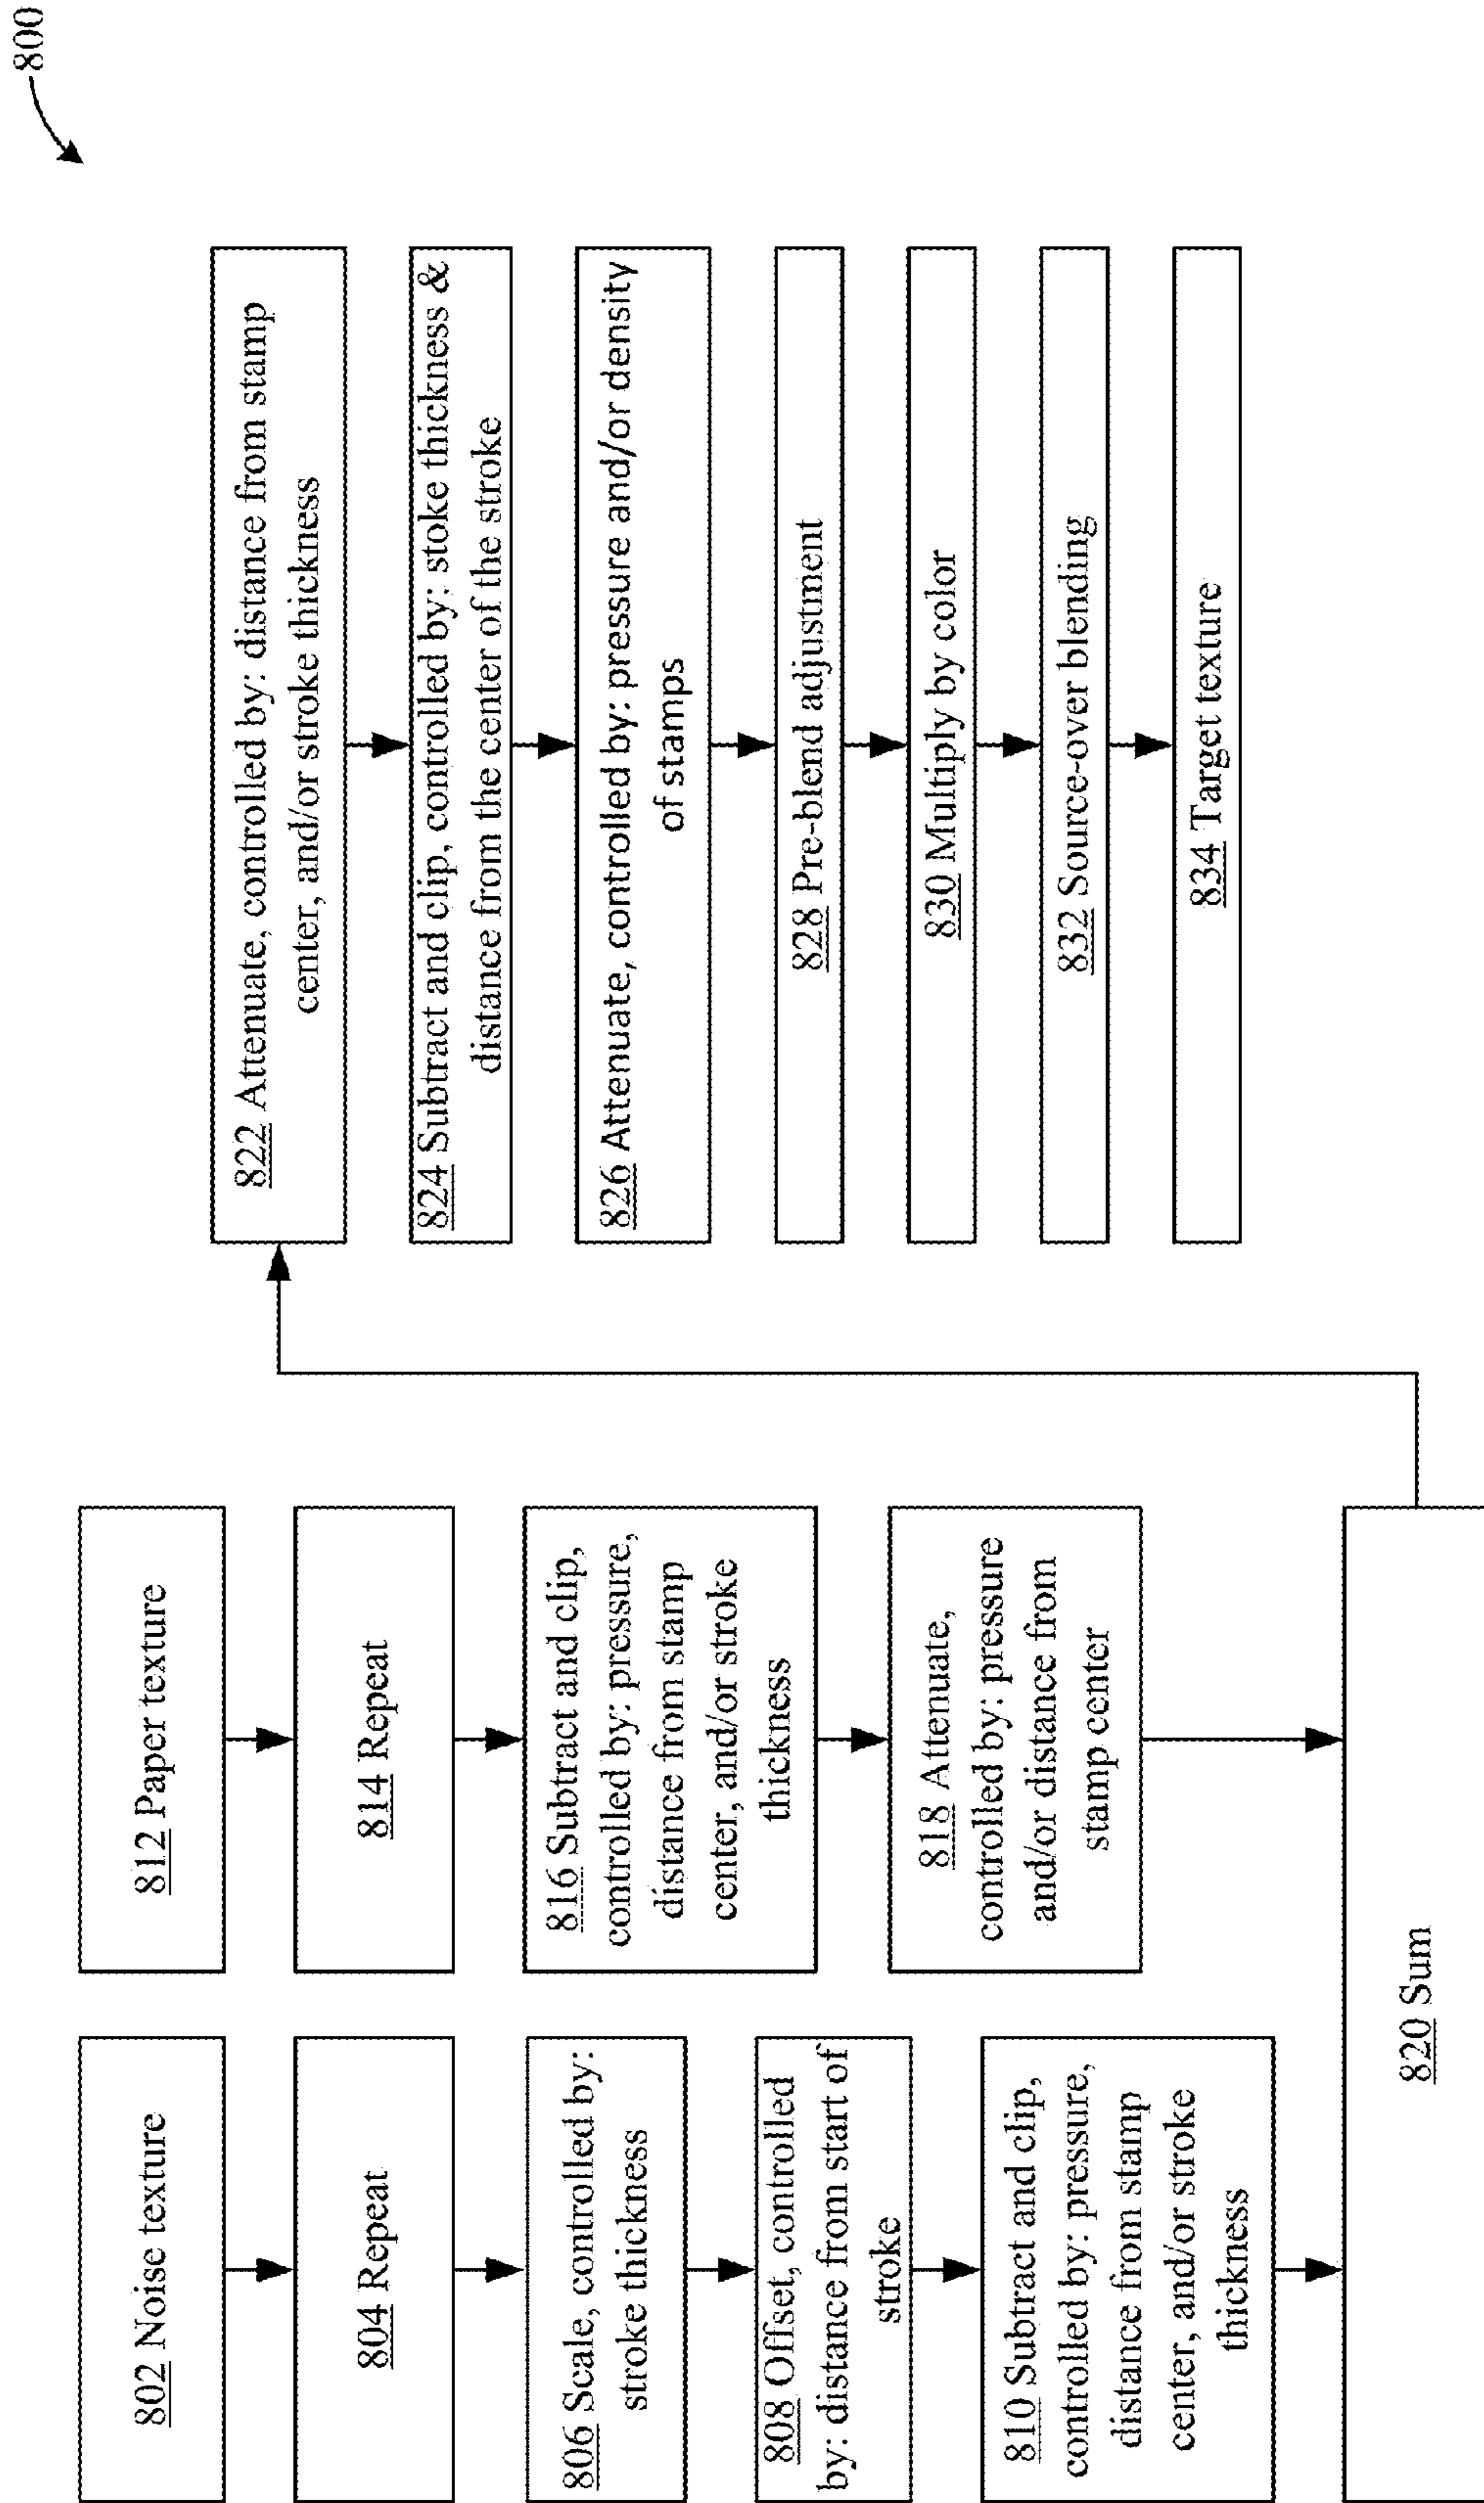 800
802 Noise texture
804 Repeat
806 Scale, controlled by:
stroke thickness
808 Offset, controlled
by: distance from start of
stroke
810 Subtract and clip,
controlled by: pressure,
distance from stamp
center, and/or stroke
thickness
812 Paper texture
814 Repeat
816 Subtract and clip,
controlled by: pressure,
distance from stamp
center, and/or stroke
thickness
818 Attenuate,
controlled by: pressure
and/or distance from
stamp center
820 Sum
822 Attenuate, controlled by: distance from stamp
center, and/or stroke thickness
824 Subtract and clip, controlled by: stoke thickness &
distance from the center of the stroke
826 Attenuate, controlled by: pressure and/or density
of stamps
828 Pre-blend adjustment
830 Multiply by color
832 Source-over blending
834 Target texture